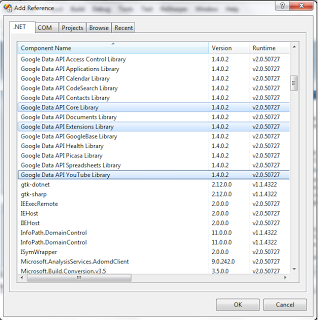 Add Reference
.NET COM Projects Browse Recent
Component Name Version Runtime
Google Data API Access Control Library 1.4.0.2 v2.0.50727
Google Data API Applications Library 1.4.0.2 v2.0.50727
Google Data API Calendar Library 1.4.0.2 v2.0.50727
Google Data API CodeSearch Library 1.4.0.2 v2.0.50727
Google Data API Contacts Library 1.4.0.2 v2.0.50727
Google Data API Core Library 1.4.0.2 v2.0.50727
Google Data API Documents Library 1.4.0.2 v2.0.50727
Google Data API Extensions Library 1.4.0.2 v2.0.50727
Google Data API GoogleBase Library 1.4.0.2 v2.0.50727
Google Data API Health Library 1.4.0.2 v2.0.50727
Google Data API Picasa Library 1.4.0.2 v2.0.50727
Google Data API Spreadsheets Library 1.4.0.2 v2.0.50727
Google Data API YouTube Library 1.4.0.2 v2.0.50727
gtk-dotnet 2.12.0.0 v1.1.4322
gtk-sharp 2.12.0.0 v1.1.4322
IEExecRemote 2.0.0.0 v2.0.50727
IEHost 2.0.0.0 v2.0.50727
IIEHost 2.0.0.0 v2.0.50727
InfoPath.DomainControl 11.0.0.0 v2.0.50727
InfoPath.DomainControl 11.0.0.0 v2.0.50727
ISymWrapper 2.0.0.0 v2.0.50727
Microsoft.AnalysisServices.AdomdClient 9.0.242.0 v2.0.50727
Microsoft.Build.Conversion.v3.5 3.5.0.0 v2.0.50727
OK Cancel